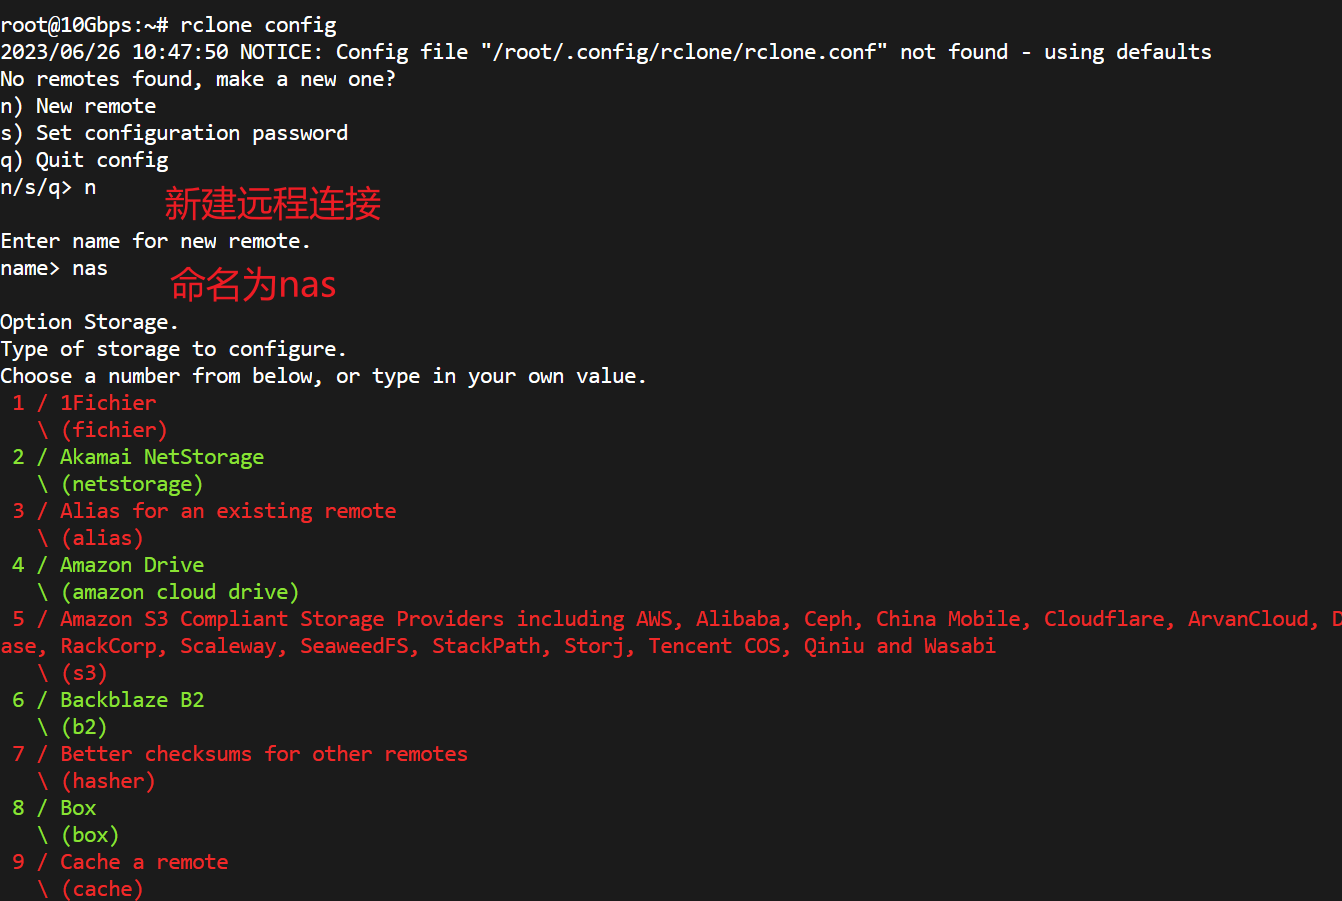 root@10Gbps:~# rclone config
2023/06/26 10:47:50 NOTICE: Config file "/root/.config/rclone/rclone.conf" not found - using defaults
No remotes found, make a new one?
n) New remote
s) Set configuration password
q) Quit config
n/s/q> n
新建远程连接
Enter name for new remote.
name> nas
命名为nas
Option Storage.
Type of storage to configure.
Choose a number from below, or type in your own value.
1 / 1Fichier
\ (fichier)
2 / Akamai NetStorage
\ (netstorage)
3 / Alias for an existing remote
\ (alias)
4 / Amazon Drive
\ (amazon cloud drive)
5 / Amazon S3 Compliant Storage Providers including AWS, Alibaba, Ceph, China Mobile, Cloudflare, ArvanCloud, D
ase, RackCorp, Scaleway, SeaweedFS, StackPath, Storj, Tencent COS, Qiniu and Wasabi
\ (s3)
6 / Backblaze B2
\ (b2)
7 / Better checksums for other remotes
\ (hasher)
8 / Box
\ (box)
9 / Cache a remote
\ (cache)